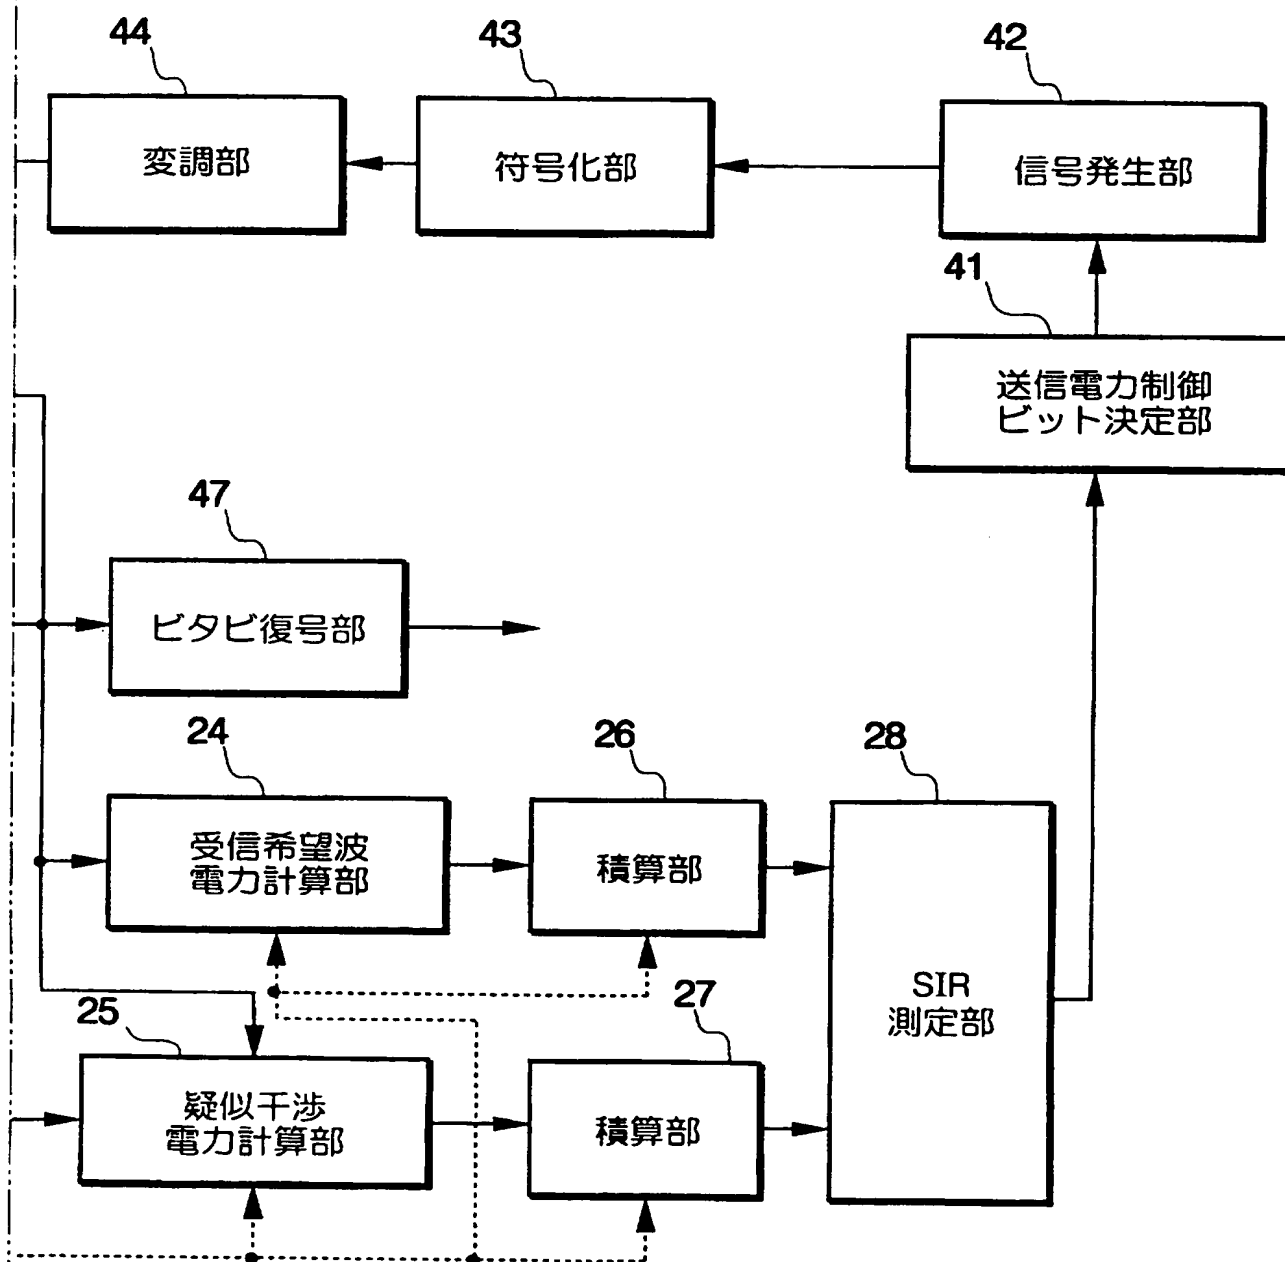 44
変調部
43
符号化部
42
信号発生部
41
送信電力制御
ビット決定部
47
ビタビ復号部
24
受信希望波
電力計算部
26
積算部
28
SIR
測定部
25
疑似干渉
電力計算部
27
積算部